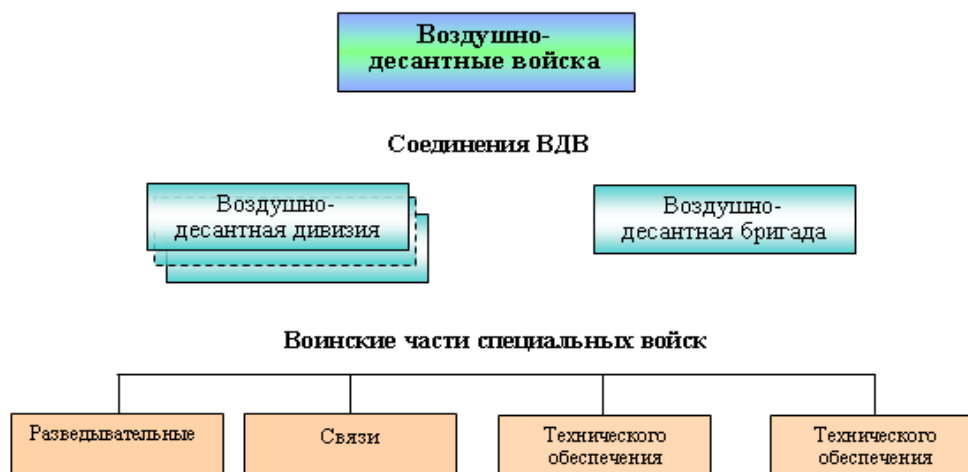 Воздушно-
десантные войска
Соединения ВДВ
Воздушно-
десантная дивизия
Воздушно-
десантная бригада
Воинские части специальных войск
Разведывательные
Связи
Технического
обеспечения
Технического
обеспечения